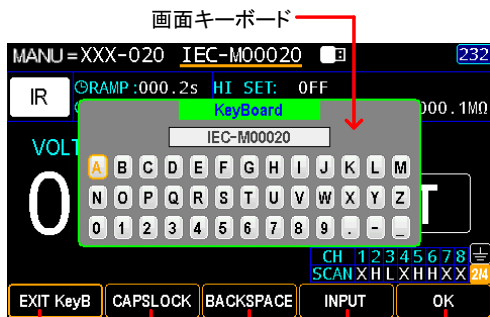 画面キーボード
MANU=XXX-020 IEC-M00020 232
IR RAMP:000.2s HI SET: OFF
000.1MΩ
KeyBoard
VOLT
IEC-M00020
A B C D E F G H I J K L M
N O P Q R S T U V W X Y Z
0 1 2 3 4 5 6 7 8 9 . - _
0 T
CH 1 2 3 4 5 6 7 8
SCAN X H L X H H X X 2/4
EXIT KeyB CAPSLOCK BACKSPACE INPUT OK